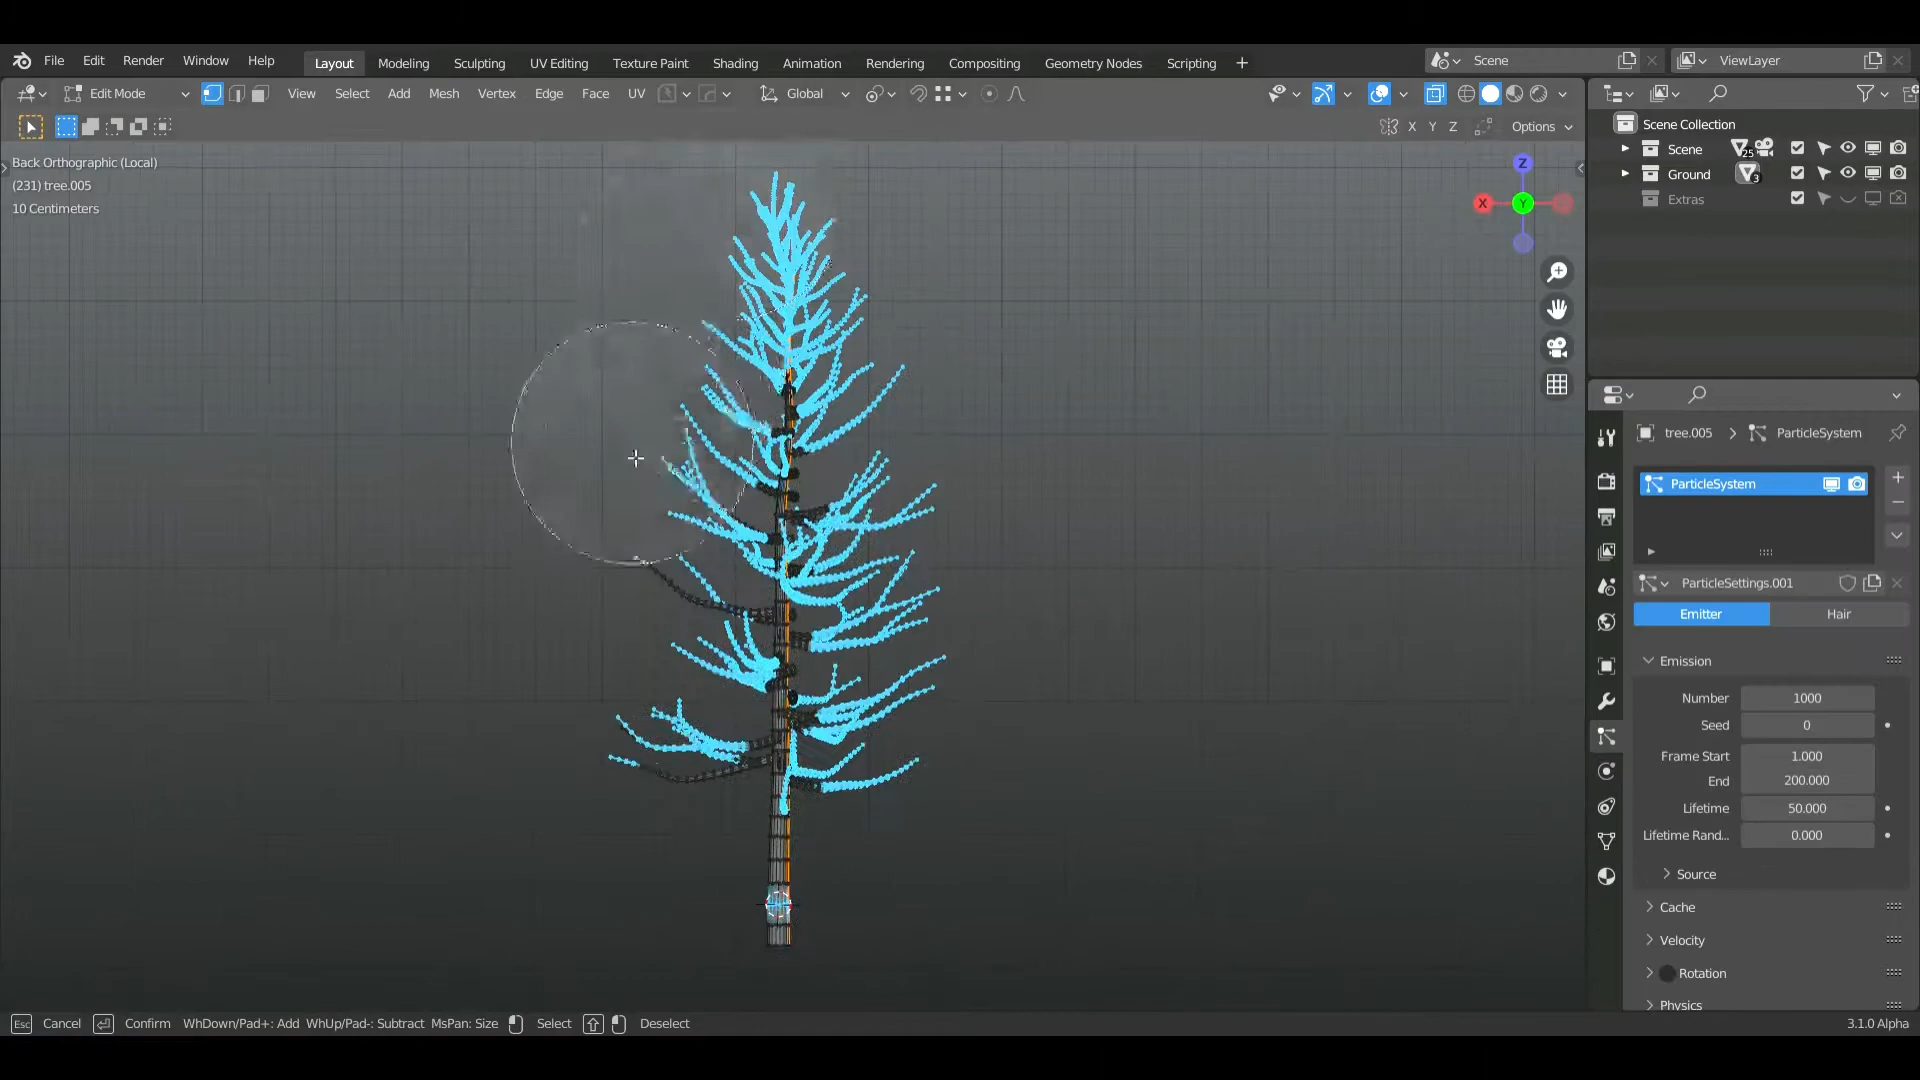 File Edit Render Window Help Layout Modeling Sculpting UV Editing Texture Paint Shading Animation Rendering Compositing Geometry Nodes Scripting + Scene ViewLayer
Edit Mode View Select Add Mesh Vertex Edge Face UV Global
X Y Z Options
Back Orthographic (Local)
(231) tree.005
10 Centimeters
Z
X
Y
Scene Collection
Scene 25
Ground 3
Extras
tree.005 > ParticleSystem
ParticleSystem
ParticleSettings.001
Emitter Hair
Emission
Number 1000
Seed 0
Frame Start 1.000
End 200.000
Lifetime 50.000
Lifetime Rand... 0.000
Source
Cache
Velocity
Rotation
Physics
Esc Cancel Confirm WhDown/Pad+: Add WhUp/Pad-: Subtract MsPan: Size Select Deselect 3.1.0 Alpha